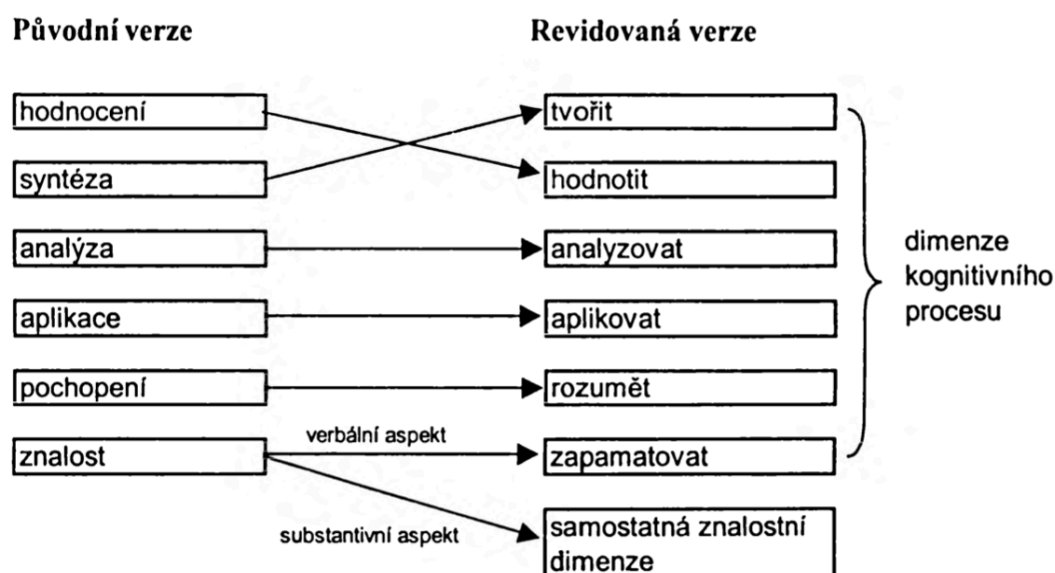 Původní verze
Revidovaná verze
hodnocení
tvořit
syntéza
hodnotit
analýza
analyzovat
dimenze
kognitivního
procesu
aplikace
aplikovat
pochopení
rozumět
verbální aspekt
znalost
zapamatovat
substantivní aspekt
samostatná znalostní
dimenze